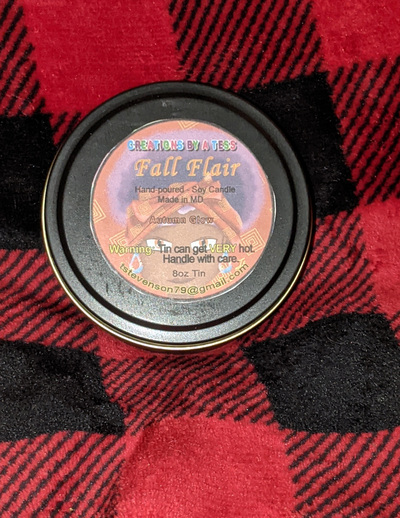 CREATIONS BY A TESS
Fall Flair
Hand-poured - Soy Candle
Made in MD
Autumn Glow
Warning- Tin can get VERY hot.
Handle with care.
8oz Tin
tstevenson79@gmail.com